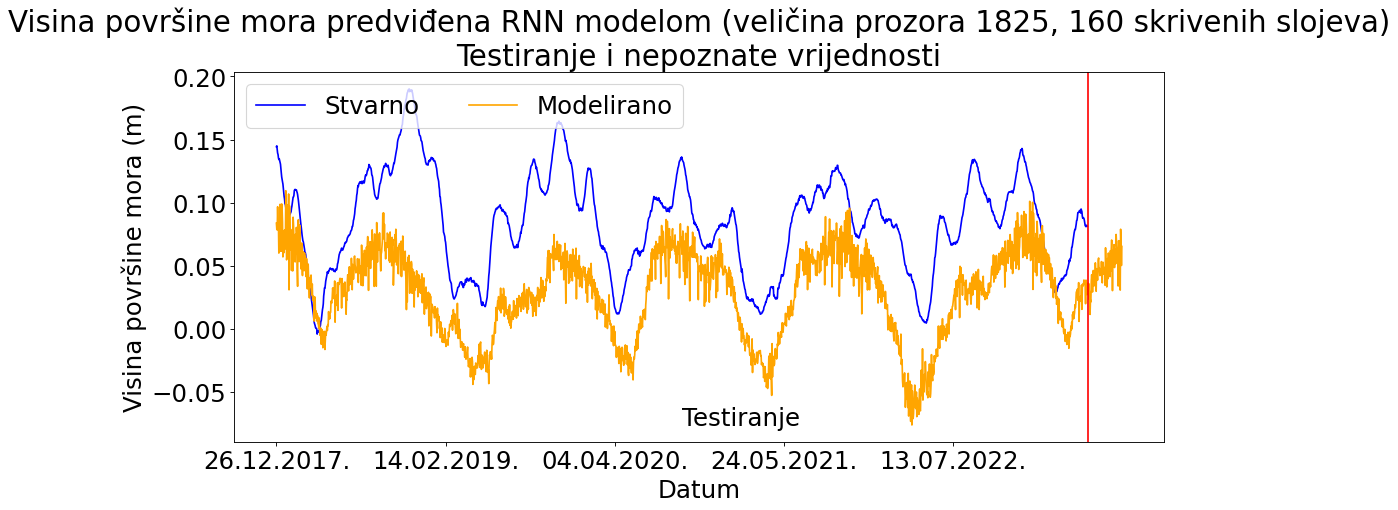 Visina površine mora predviđena RNN modelom (veličina prozora 1825, 160 skrivenih slojeva)
Testiranje i nepoznate vrijednosti
Stvarno Modelirano
Visina površine mora (m)
0.20
0.15
0.10
0.05
0.00
−0.05
Testiranje
26.12.2017. 14.02.2019. 04.04.2020. 24.05.2021. 13.07.2022.
Datum